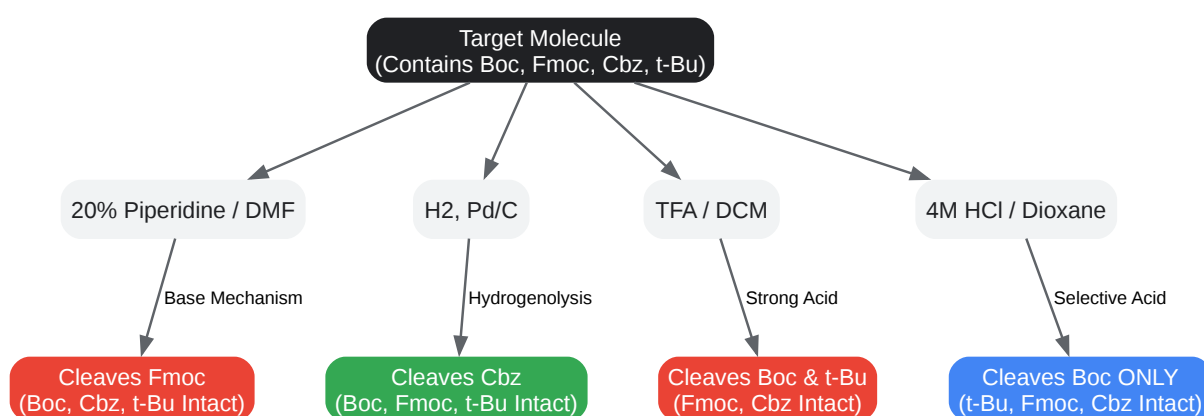 Target Molecule
(Contains Boc, Fmoc, Cbz, t-Bu)
20% Piperidine / DMF
H2, Pd/C
TFA / DCM
4M HCl / Dioxane
Base Mechanism
Hydrogenolysis
Strong Acid
Selective Acid
Cleaves Fmoc
(Boc, Cbz, t-Bu Intact)
Cleaves Cbz
(Boc, Fmoc, t-Bu Intact)
Cleaves Boc & t-Bu
(Fmoc, Cbz Intact)
Cleaves Boc ONLY
(t-Bu, Fmoc, Cbz Intact)